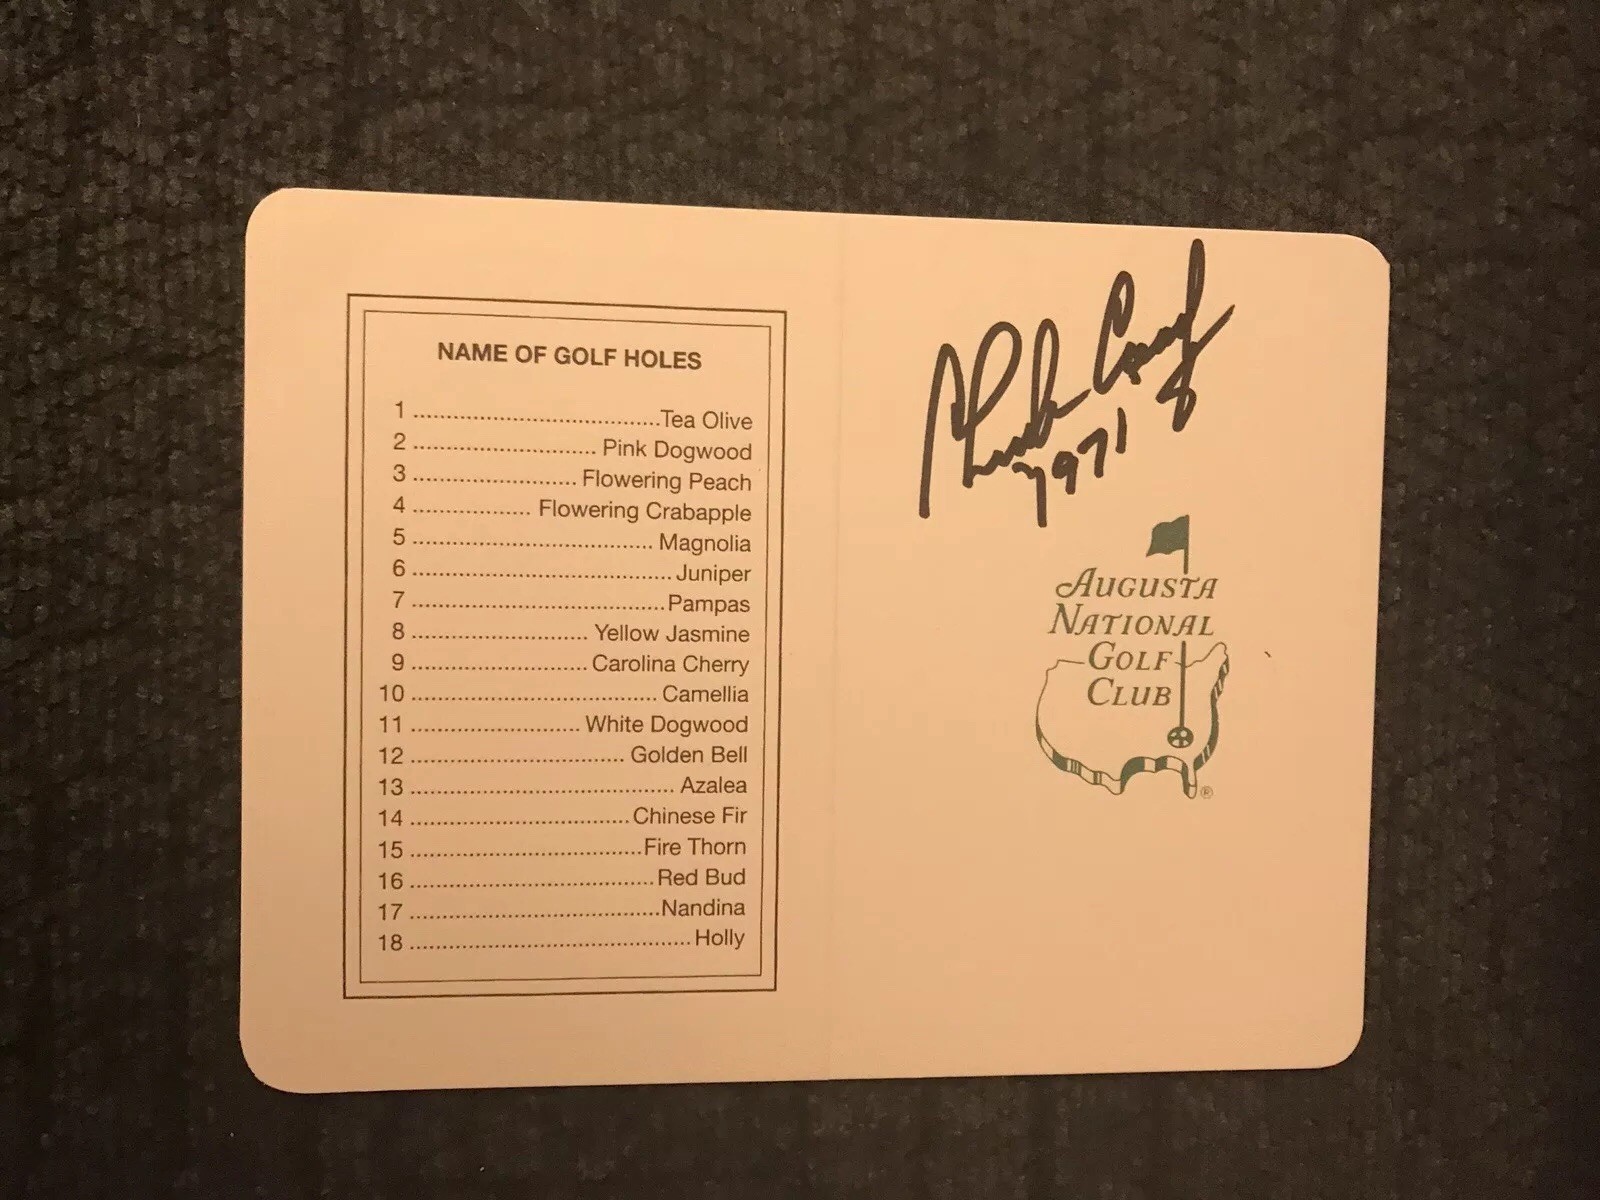 NAME OF GOLF HOLES
1 ........................................ Tea Olive
2 ............................. Pink Dogwood
3 .......................... Flowering Peach
4 ................... Flowering Crabapple
5 ....................................... Magnolia
6 .......................................... Juniper
7 ......................................... Pampas
8 ............................ Yellow Jasmine
9 ............................ Carolina Cherry
10 ....................................... Camellia
11 ........................... White Dogwood
12 .................................. Golden Bell
13 .......................................... Azalea
14 ................................... Chinese Fir
15 ..................................... Fire Thorn
16 ....................................... Red Bud
17 ........................................ Nandina
18 ............................................. Holly
Charles Coody
1971
AUGUSTA
NATIONAL
GOLF
CLUB
®